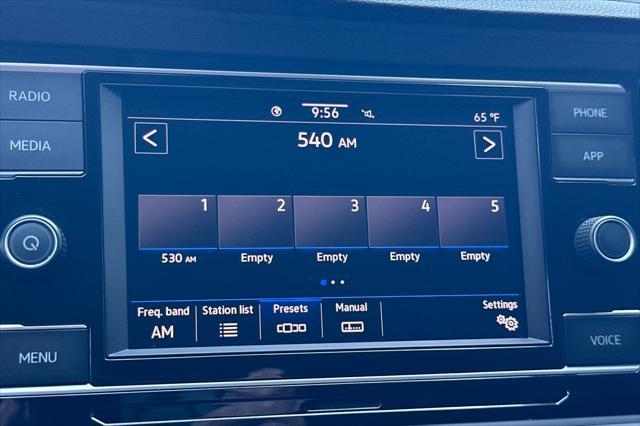 RADIO
MEDIA
MENU
9:56
65 °F
540 AM
1 2 3 4 5
530 AM Empty Empty Empty Empty
Freq. band Station list Presets Manual Settings
AM
PHONE
APP
VOICE